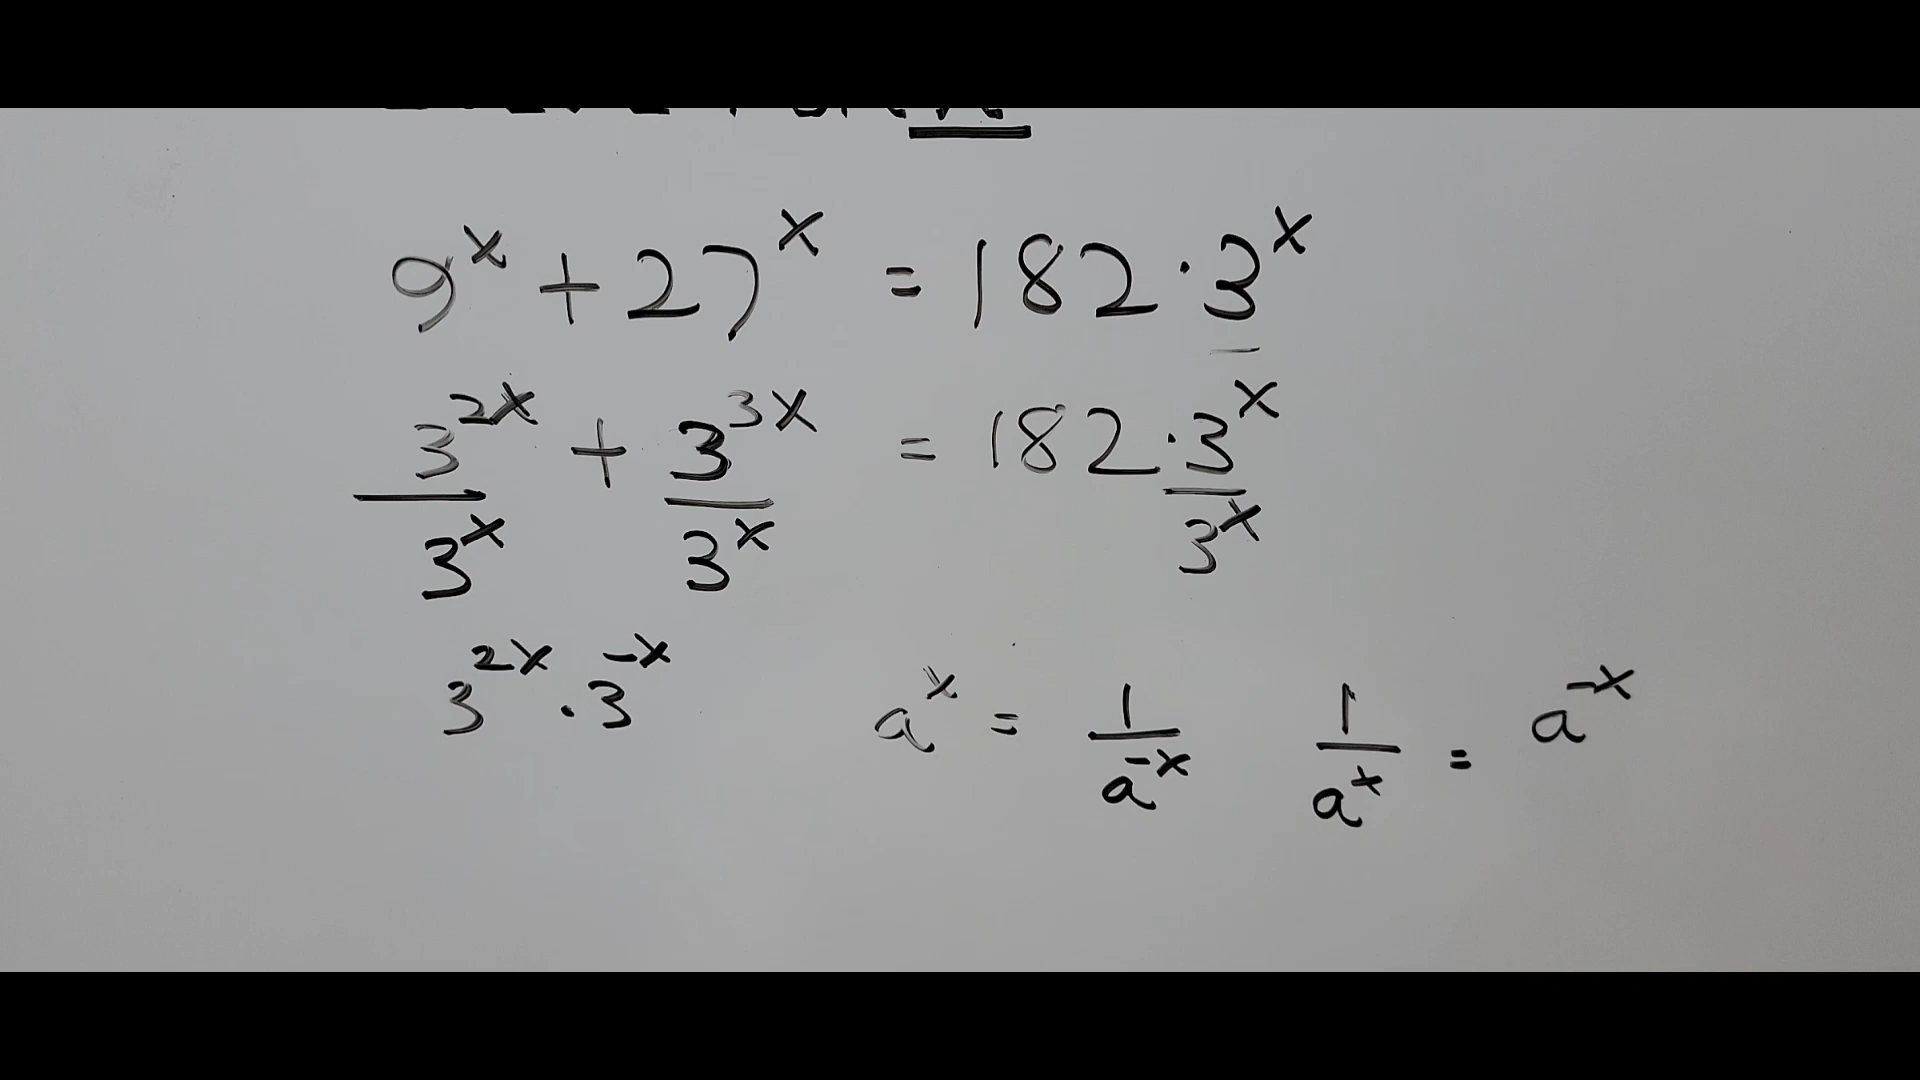 9^x + 27^x = 182 · 3^x
3^2x / 3^x + 3^3x / 3^x = 182 · 3^x / 3^x
3^2x · 3^-x    a^x = 1 / a^-x    1 / a^x = a^-x